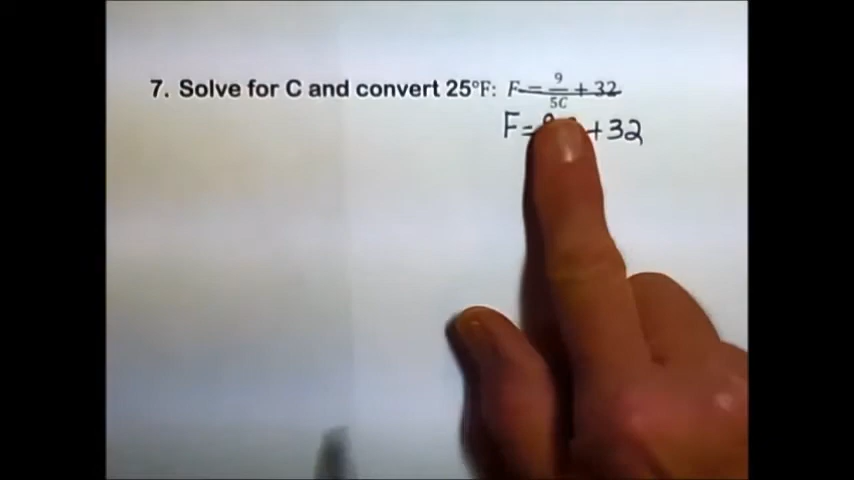 7. Solve for C and convert 25°F: F = 9/5C + 32
F = + 32